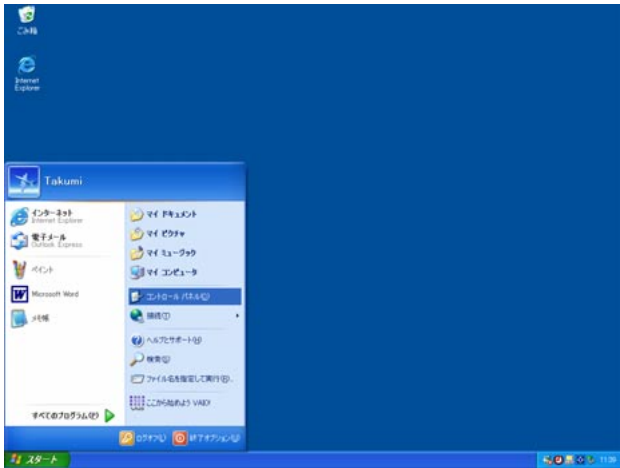 ごみ箱
Internet
Explorer
Takumi
インターネット
Internet Explorer
電子メール
Outlook Express
ペイント
Microsoft Word
メモ帳
すべてのプログラム(P)
マイ ドキュメント
マイ ピクチャ
マイ ミュージック
マイ コンピュータ
コントロール パネル(C)
接続(T)
ヘルプとサポート(H)
検索(S)
ファイル名を指定して実行(R)...
ここから始めよう VAIO!
ログオフ(L)
終了オプション(U)
スタート
11:39